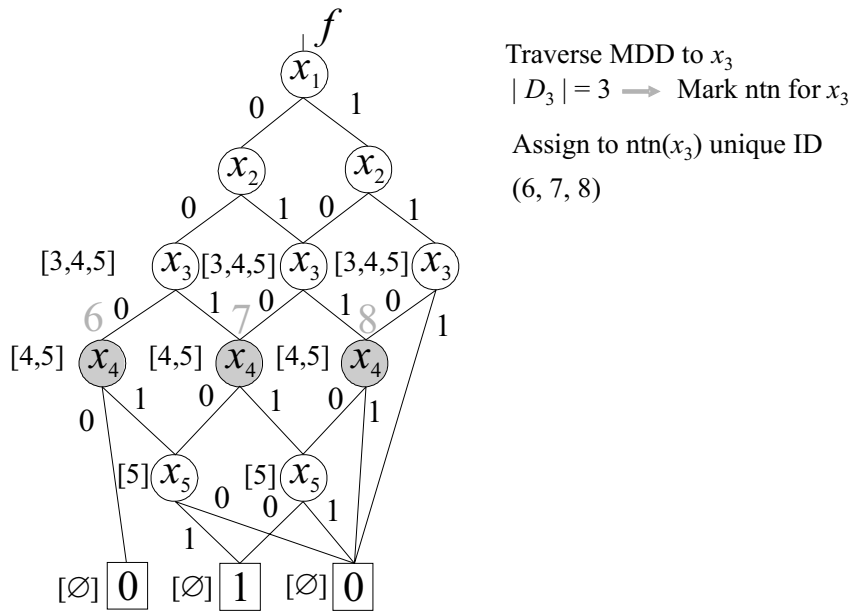 f
x₁
0 1
x₂ x₂
0 1 0 1
[3,4,5] x₃ [3,4,5] x₃ [3,4,5] x₃
6 0 1 7 0 1 8 0 1
[4,5] x₄ [4,5] x₄ [4,5] x₄
0 1 0 1 0 1
[5] x₅ [5] x₅
0 0 1
1
[∅] 0 [∅] 1 [∅] 0
Traverse MDD to x₃
| D₃ | = 3 → Mark ntn for x₃
Assign to ntn(x₃) unique ID
(6, 7, 8)